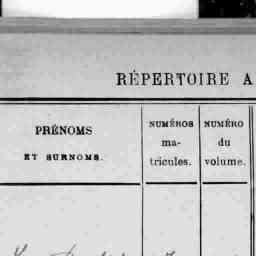 RÉPERTOIRE A
PRÉNOMS
ET SURNOMS.
NUMÉROS
ma-
tricules.
NUMÉRO
du
volume.